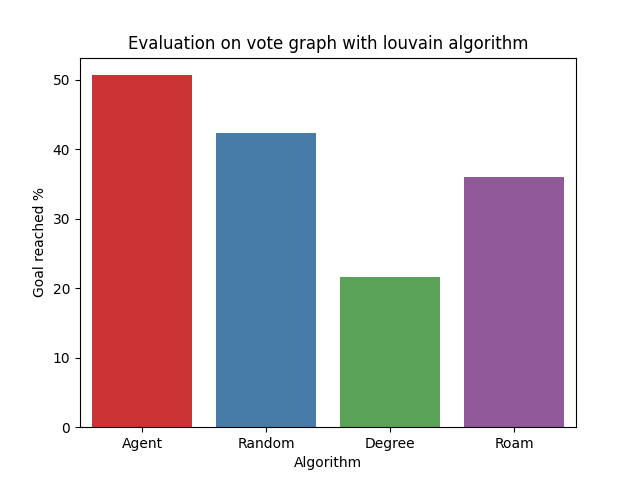 Evaluation on vote graph with louvain algorithm
Goal reached %
50
40
30
20
10
0
Agent Random Degree Roam
Algorithm